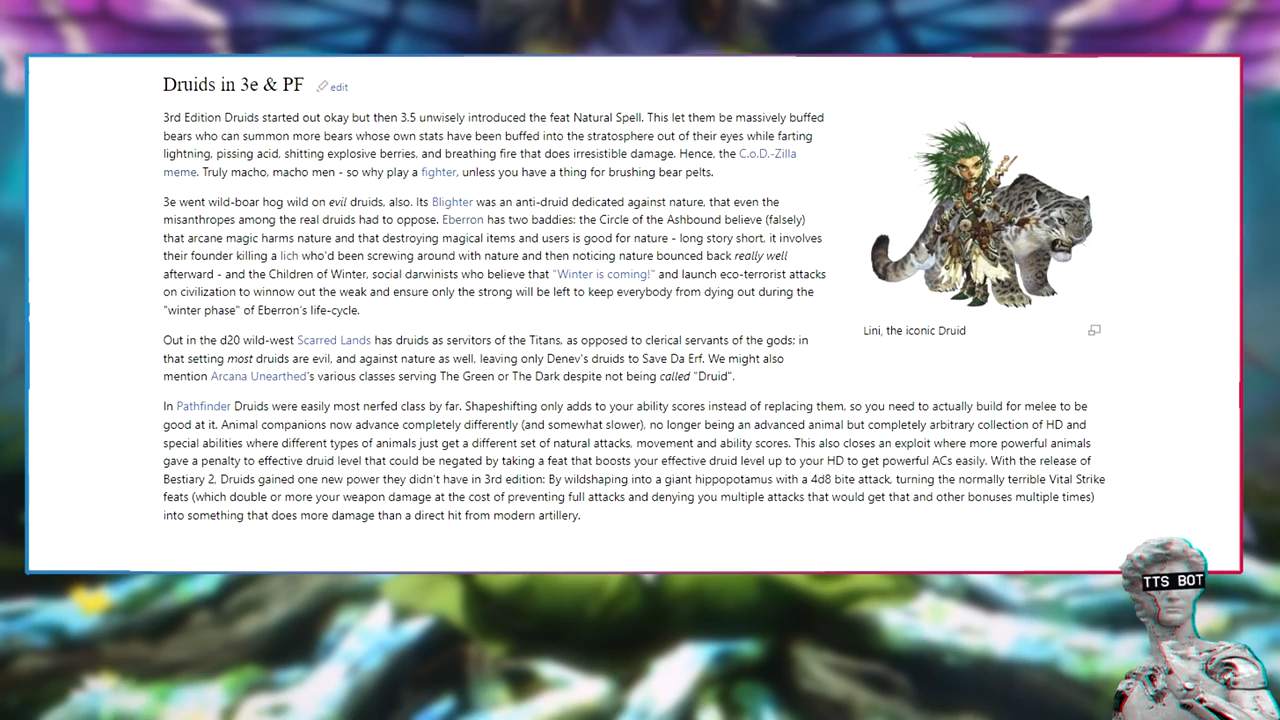 Druids in 3e & PF edit
3rd Edition Druids started out okay but then 3.5 unwisely introduced the feat Natural Spell. This let them be massively buffed
bears who can summon more bears whose own stats have been buffed into the stratosphere out of their eyes while farting
lightning, pissing acid, shitting explosive berries, and breathing fire that does irresistible damage. Hence, the C.o.D.-Zilla
meme. Truly macho, macho men - so why play a fighter, unless you have a thing for brushing bear pelts.
3e went wild-boar hog wild on evil druids, also. Its Blighter was an anti-druid dedicated against nature, that even the
misanthropes among the real druids had to oppose. Eberron has two baddies: the Circle of the Ashbound believe (falsely)
that arcane magic harms nature and that destroying magical items and users is good for nature - long story short, it involves
their founder killing a lich who'd been screwing around with nature and then noticing nature bounced back really well
afterward - and the Children of Winter, social darwinists who believe that "Winter is coming!" and launch eco-terrorist attacks
on civilization to winnow out the weak and ensure only the strong will be left to keep everybody from dying out during the
"winter phase" of Eberron's life-cycle.
Lini, the iconic Druid
Out in the d20 wild-west Scarred Lands has druids as servitors of the Titans, as opposed to clerical servants of the gods; in
that setting most druids are evil, and against nature as well, leaving only Denev's druids to Save Da Erf. We might also
mention Arcana Unearthed's various classes serving The Green or The Dark despite not being called "Druid".
In Pathfinder Druids were easily most nerfed class by far. Shapeshifting only adds to your ability scores instead of replacing them, so you need to actually build for melee to be
good at it. Animal companions now advance completely differently (and somewhat slower), no longer being an advanced animal but completely arbitrary collection of HD and
special abilities where different types of animals just get a different set of natural attacks, movement and ability scores. This also closes an exploit where more powerful animals
gave a penalty to effective druid level that could be negated by taking a feat that boosts your effective druid level up to your HD to get powerful ACs easily. With the release of
Bestiary 2, Druids gained one new power they didn't have in 3rd edition: By wildshaping into a giant hippopotamus with a 4d8 bite attack, turning the normally terrible Vital Strike
feats (which double or more your weapon damage at the cost of preventing full attacks and denying you multiple attacks that would get that and other bonuses multiple times)
into something that does more damage than a direct hit from modern artillery.
TTS BOT